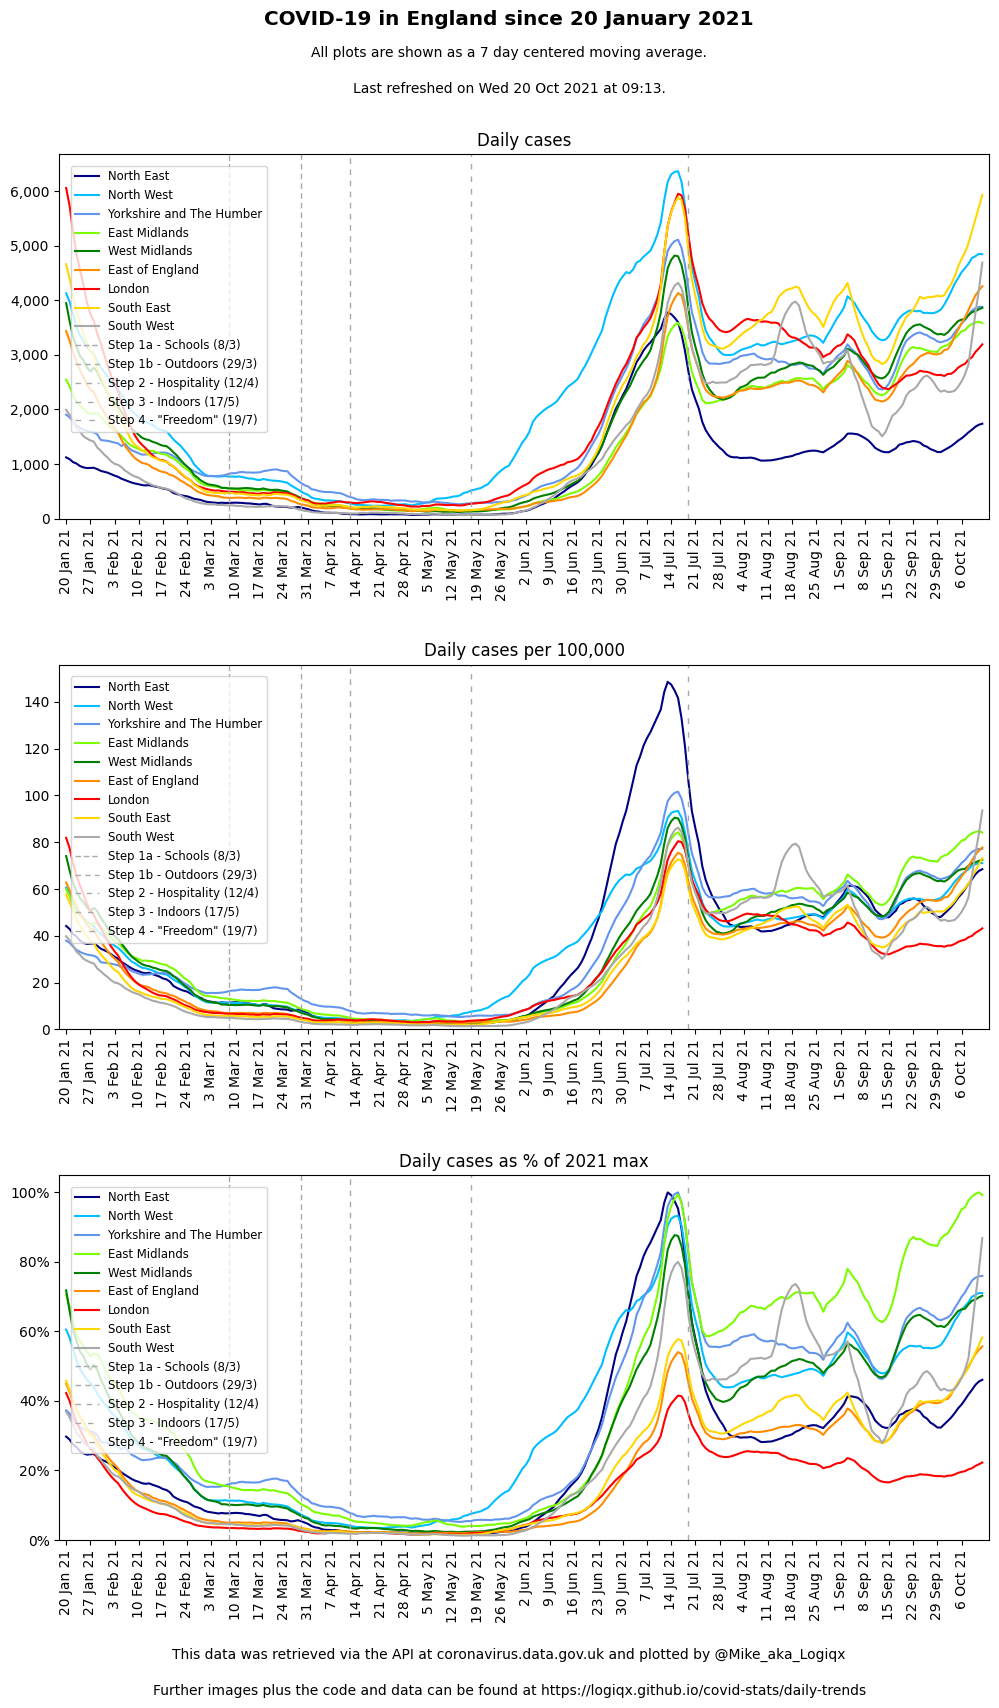 COVID-19 in England since 20 January 2021
All plots are shown as a 7 day centered moving average.
Last refreshed on Wed 20 Oct 2021 at 09:13.
Daily cases
6,000
5,000
4,000
3,000
2,000
1,000
0
North East
North West
Yorkshire and The Humber
East Midlands
West Midlands
East of England
London
South East
South West
Step 1a - Schools (8/3)
Step 1b - Outdoors (29/3)
Step 2 - Hospitality (12/4)
Step 3 - Indoors (17/5)
Step 4 - "Freedom" (19/7)
20 Jan 21
27 Jan 21
3 Feb 21
10 Feb 21
17 Feb 21
24 Feb 21
3 Mar 21
10 Mar 21
17 Mar 21
24 Mar 21
31 Mar 21
7 Apr 21
14 Apr 21
21 Apr 21
28 Apr 21
5 May 21
12 May 21
19 May 21
26 May 21
2 Jun 21
9 Jun 21
16 Jun 21
23 Jun 21
30 Jun 21
7 Jul 21
14 Jul 21
21 Jul 21
28 Jul 21
4 Aug 21
11 Aug 21
18 Aug 21
25 Aug 21
1 Sep 21
8 Sep 21
15 Sep 21
22 Sep 21
29 Sep 21
6 Oct 21
Daily cases per 100,000
140
120
100
80
60
40
20
0
North East
North West
Yorkshire and The Humber
East Midlands
West Midlands
East of England
London
South East
South West
Step 1a - Schools (8/3)
Step 1b - Outdoors (29/3)
Step 2 - Hospitality (12/4)
Step 3 - Indoors (17/5)
Step 4 - "Freedom" (19/7)
20 Jan 21
27 Jan 21
3 Feb 21
10 Feb 21
17 Feb 21
24 Feb 21
3 Mar 21
10 Mar 21
17 Mar 21
24 Mar 21
31 Mar 21
7 Apr 21
14 Apr 21
21 Apr 21
28 Apr 21
5 May 21
12 May 21
19 May 21
26 May 21
2 Jun 21
9 Jun 21
16 Jun 21
23 Jun 21
30 Jun 21
7 Jul 21
14 Jul 21
21 Jul 21
28 Jul 21
4 Aug 21
11 Aug 21
18 Aug 21
25 Aug 21
1 Sep 21
8 Sep 21
15 Sep 21
22 Sep 21
29 Sep 21
6 Oct 21
Daily cases as % of 2021 max
100%
80%
60%
40%
20%
0%
North East
North West
Yorkshire and The Humber
East Midlands
West Midlands
East of England
London
South East
South West
Step 1a - Schools (8/3)
Step 1b - Outdoors (29/3)
Step 2 - Hospitality (12/4)
Step 3 - Indoors (17/5)
Step 4 - "Freedom" (19/7)
20 Jan 21
27 Jan 21
3 Feb 21
10 Feb 21
17 Feb 21
24 Feb 21
3 Mar 21
10 Mar 21
17 Mar 21
24 Mar 21
31 Mar 21
7 Apr 21
14 Apr 21
21 Apr 21
28 Apr 21
5 May 21
12 May 21
19 May 21
26 May 21
2 Jun 21
9 Jun 21
16 Jun 21
23 Jun 21
30 Jun 21
7 Jul 21
14 Jul 21
21 Jul 21
28 Jul 21
4 Aug 21
11 Aug 21
18 Aug 21
25 Aug 21
1 Sep 21
8 Sep 21
15 Sep 21
22 Sep 21
29 Sep 21
6 Oct 21
This data was retrieved via the API at coronavirus.data.gov.uk and plotted by @Mike_aka_Logiqx
Further images plus the code and data can be found at https://logiqx.github.io/covid-stats/daily-trends